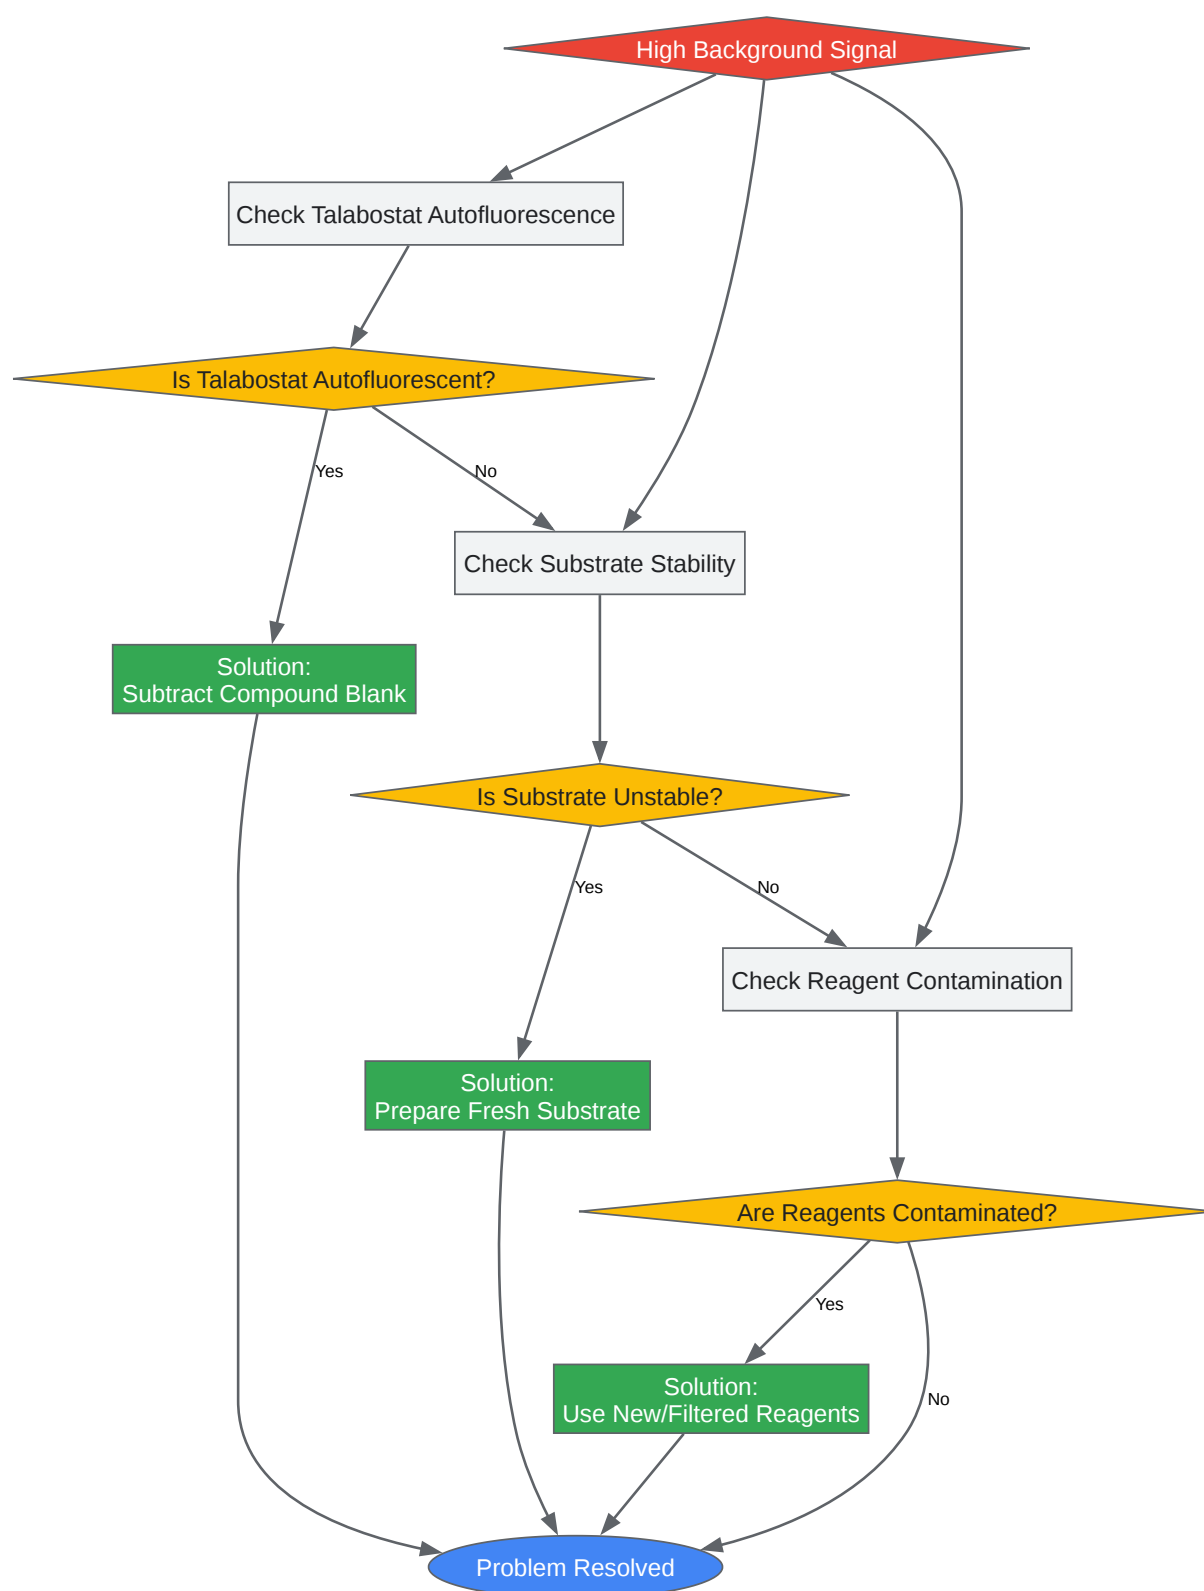 High Background Signal
Check Talabostat Autofluorescence
Is Talabostat Autofluorescent?
Yes
No
Check Substrate Stability
Solution:
Subtract Compound Blank
Is Substrate Unstable?
Yes
No
Check Reagent Contamination
Solution:
Prepare Fresh Substrate
Are Reagents Contaminated?
Yes
Solution:
Use New/Filtered Reagents
No
Problem Resolved